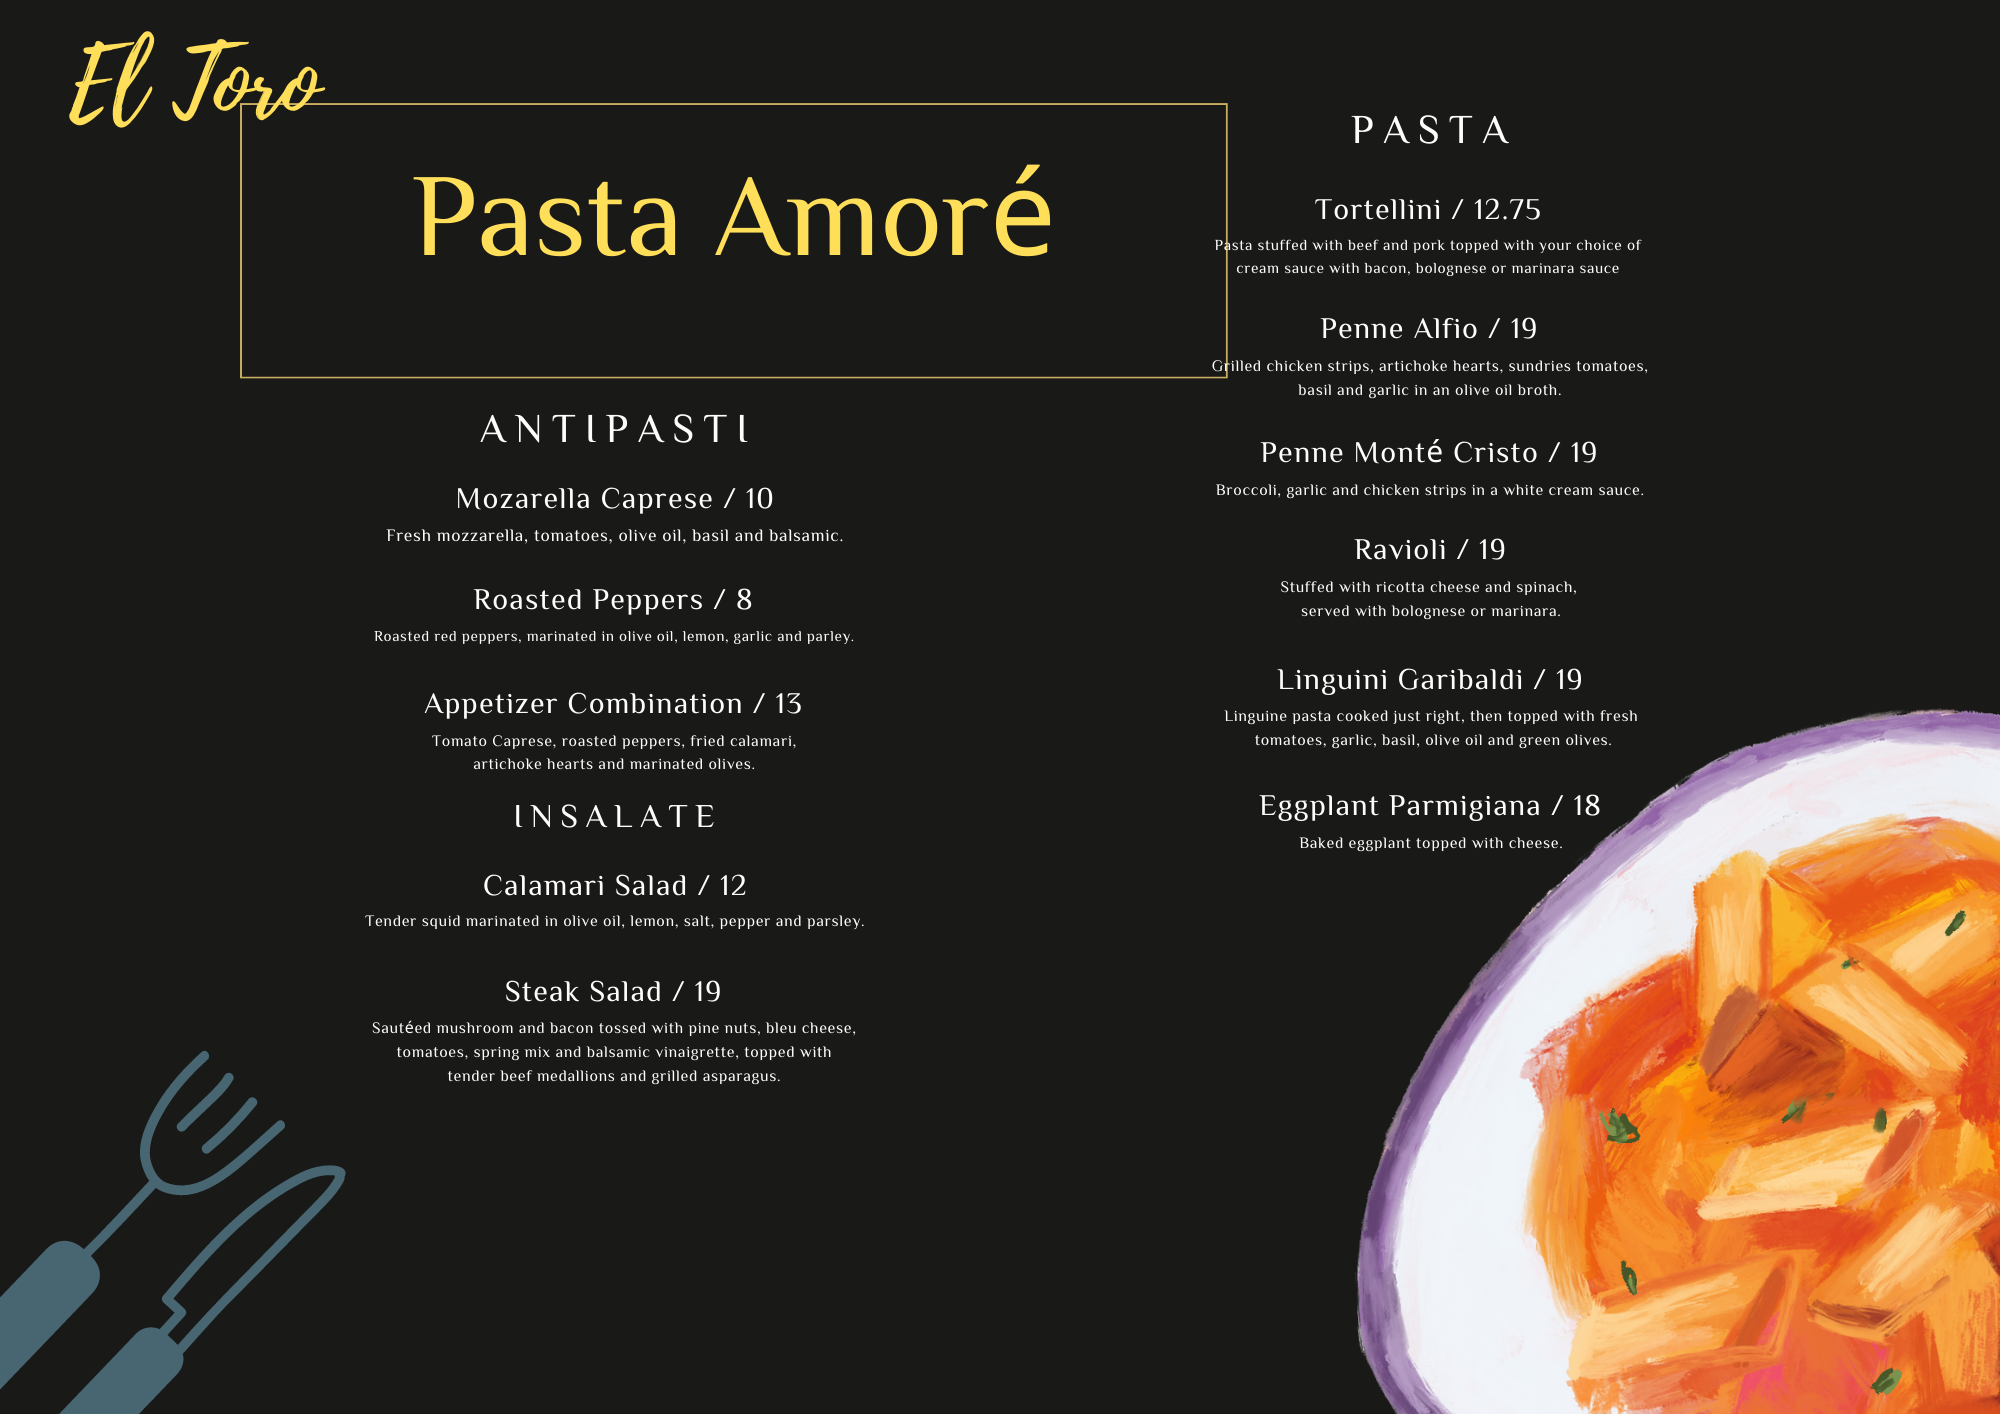 El Toro
Pasta Amoré
ANTIPASTI
Mozarella Caprese / 10
Fresh mozzarella, tomatoes, olive oil, basil and balsamic.
Roasted Peppers / 8
Roasted red peppers, marinated in olive oil, lemon, garlic and parley.
Appetizer Combination / 13
Tomato Caprese, roasted peppers, fried calamari,
artichoke hearts and marinated olives.
INSALATE
Calamari Salad / 12
Tender squid marinated in olive oil, lemon, salt, pepper and parsley.
Steak Salad / 19
Sautéed mushroom and bacon tossed with pine nuts, bleu cheese,
tomatoes, spring mix and balsamic vinaigrette, topped with
tender beef medallions and grilled asparagus.
PASTA
Tortellini / 12.75
Pasta stuffed with beef and pork topped with your choice of
cream sauce with bacon, bolognese or marinara sauce
Penne Alfio / 19
Grilled chicken strips, artichoke hearts, sundries tomatoes,
basil and garlic in an olive oil broth.
Penne Monté Cristo / 19
Broccoli, garlic and chicken strips in a white cream sauce.
Ravioli / 19
Stuffed with ricotta cheese and spinach,
served with bolognese or marinara.
Linguini Garibaldi / 19
Linguine pasta cooked just right, then topped with fresh
tomatoes, garlic, basil, olive oil and green olives.
Eggplant Parmigiana / 18
Baked eggplant topped with cheese.